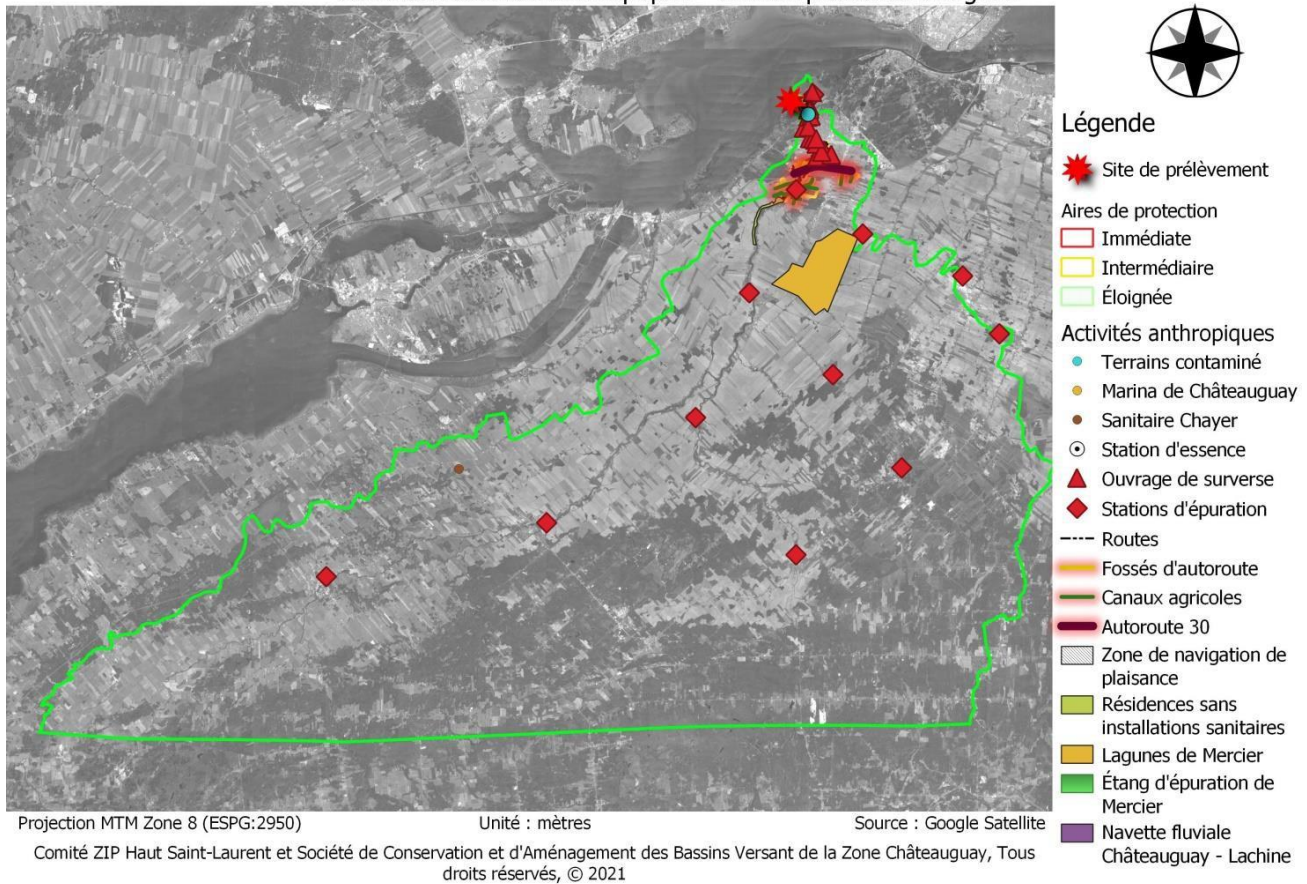 Légende
Site de prélèvement
Aires de protection
Immédiate
Intermédiaire
Éloignée
Activités anthropiques
Terrains contaminé
Marina de Châteauguay
Sanitaire Chayer
Station d'essence
Ouvrage de surverse
Stations d'épuration
Routes
Fossés d'autoroute
Canaux agricoles
Autoroute 30
Zone de navigation de
plaisance
Résidences sans
installations sanitaires
Lagunes de Mercier
Étang d'épuration de
Mercier
Navette fluviale
Châteauguay - Lachine
Projection MTM Zone 8 (ESPG:2950)
Unité : mètres
Source : Google Satellite
Comité ZIP Haut Saint-Laurent et Société de Conservation et d'Aménagement des Bassins Versant de la Zone Châteauguay, Tous
droits réservés, © 2021